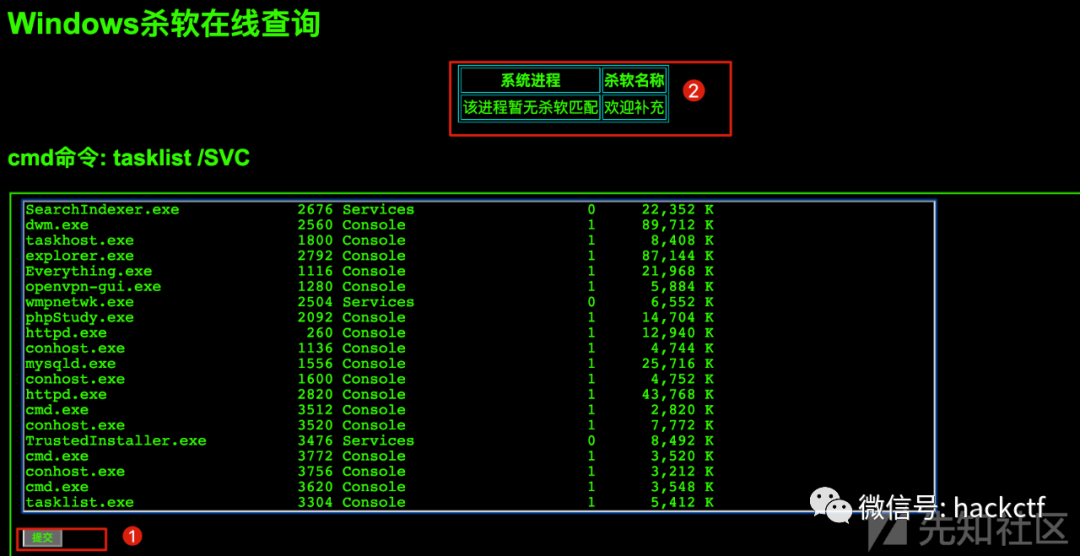 Windows杀软在线查询
系统进程 杀软名称
该进程暂无杀软匹配 欢迎补充
2
cmd命令: tasklist /SVC
SearchIndexer.exe 2676 Services 0 22,352 K
dwm.exe 2560 Console 1 89,712 K
taskhost.exe 1800 Console 1 8,408 K
explorer.exe 2792 Console 1 87,144 K
Everything.exe 1116 Console 1 21,968 K
openvpn-gui.exe 1280 Console 1 5,884 K
wmpnetwk.exe 2504 Services 0 6,552 K
phpStudy.exe 2092 Console 1 14,704 K
httpd.exe 260 Console 1 12,940 K
conhost.exe 1136 Console 1 4,744 K
mysqld.exe 1556 Console 1 25,716 K
conhost.exe 1600 Console 1 4,752 K
httpd.exe 2820 Console 1 43,768 K
cmd.exe 3512 Console 1 2,820 K
conhost.exe 3520 Console 1 7,772 K
TrustedInstaller.exe 3476 Services 0 8,492 K
cmd.exe 3772 Console 1 3,520 K
conhost.exe 3756 Console 1 3,212 K
cmd.exe 3620 Console 1 3,548 K
tasklist.exe 3304 Console 1 5,412 K
微信号: hackctf
先知社区
提交
1